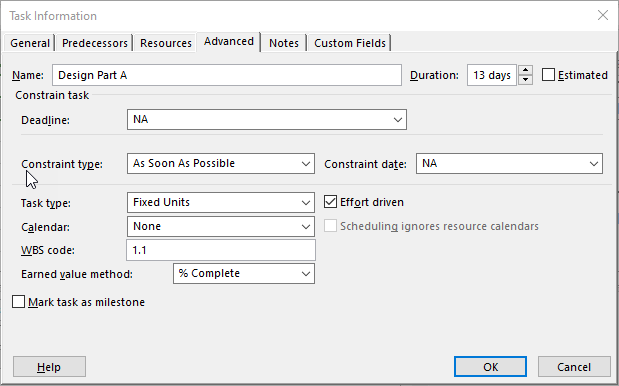 Task Information
General Predecessors Resources Advanced Notes Custom Fields
Name: Design Part A Duration: 13 days Estimated
Constrain task
Deadline: NA
Constraint type: As Soon As Possible Constraint date: NA
Task type: Fixed Units Effort driven
Calendar: None Scheduling ignores resource calendars
WBS code: 1.1
Earned value method: % Complete
Mark task as milestone
Help OK Cancel